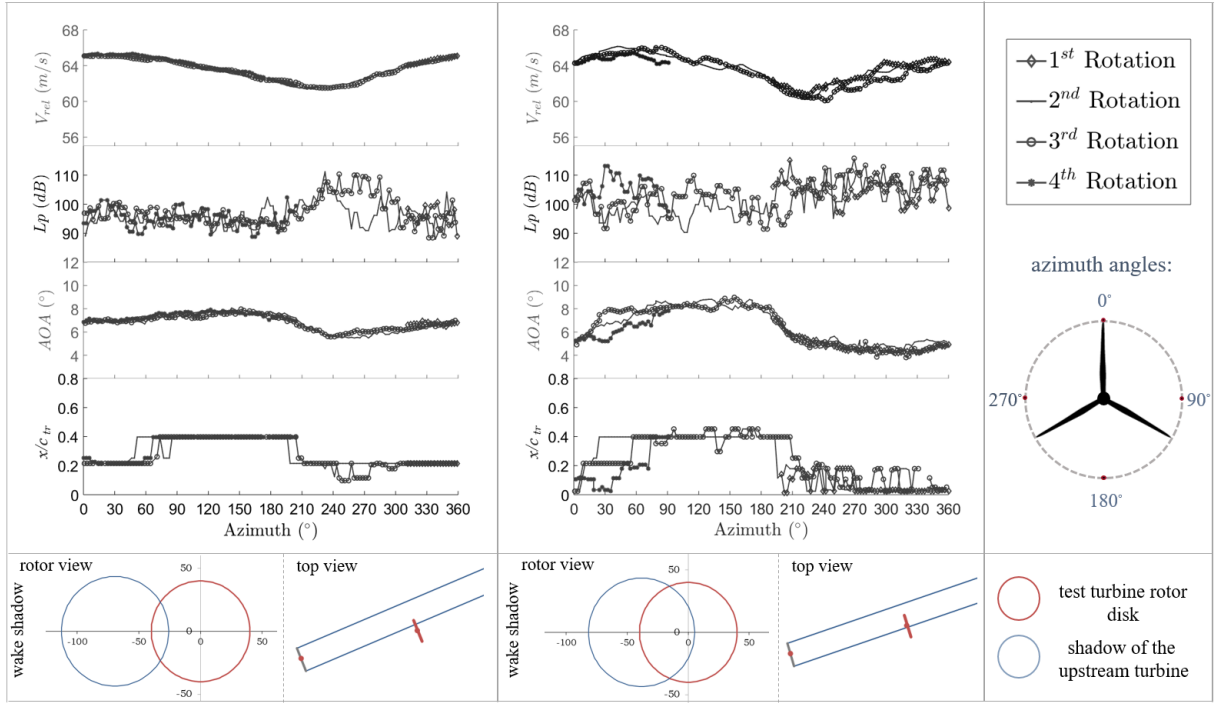 68
64
60
56
V_rel (m/s)
110
100
90
Lp (dB)
12
10
8
6
4
AOA (°)
0.8
0.6
0.4
0.2
0
x/c_tr
0 30 60 90 120 150 180 210 240 270 300 330 360
Azimuth (°)
68
64
60
56
V_rel (m/s)
110
100
90
Lp (dB)
12
10
8
6
4
AOA (°)
0.8
0.6
0.4
0.2
0
x/c_tr
0 30 60 90 120 150 180 210 240 270 300 330 360
Azimuth (°)
1st Rotation
2nd Rotation
3rd Rotation
4th Rotation
azimuth angles:
0°
270°
90°
180°
rotor view
wake shadow
50
-100 -50 0 50
-50
top view
rotor view
wake shadow
50
-100 -50 0 50
-50
top view
test turbine rotor
disk
shadow of the
upstream turbine